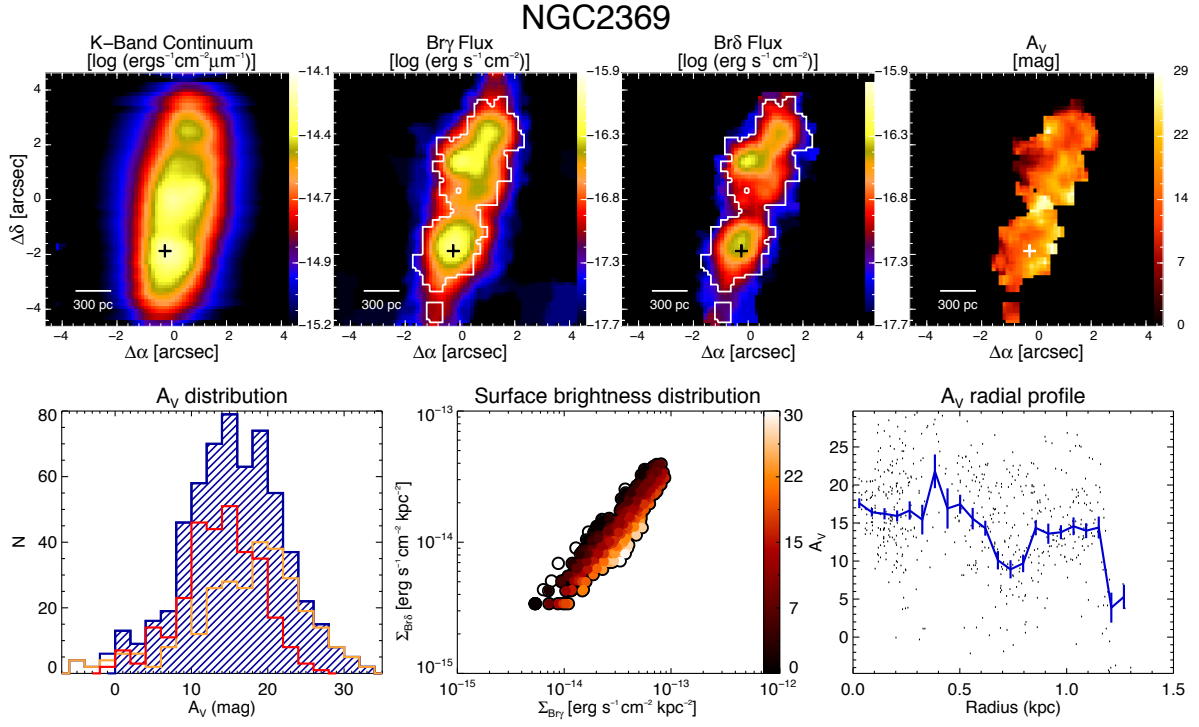 NGC2369
K−Band Continuum
[log (ergs⁻¹cm⁻²μm⁻¹)]
Brγ Flux
[log (erg s⁻¹cm⁻²)]
Brδ Flux
[log (erg s⁻¹cm⁻²)]
A_V
[mag]
4
2
0
−2
−4
Δδ [arcsec]
300 pc
−4 −2 0 2 4
Δα [arcsec]
−14.1
−14.4
−14.7
−14.9
−15.2
300 pc
−4 −2 0 2 4
Δα [arcsec]
−15.9
−16.3
−16.8
−17.3
−17.7
300 pc
−4 −2 0 2 4
Δα [arcsec]
−15.9
−16.3
−16.8
−17.3
−17.7
300 pc
−4 −2 0 2 4
Δα [arcsec]
29
22
15
7
0
A_V distribution
80
60
40
20
0
N
0 10 20 30
A_V (mag)
Surface brightness distribution
10⁻¹³
10⁻¹⁴
10⁻¹⁵
Σ_Brδ [erg s⁻¹ cm⁻² kpc⁻²]
10⁻¹⁵ 10⁻¹⁴ 10⁻¹³ 10⁻¹²
Σ_Brγ [erg s⁻¹ cm⁻² kpc⁻²]
30
22
15
7
0
A_V radial profile
25
20
15
10
5
0
A_V
0.0 0.5 1.0 1.5
Radius (kpc)